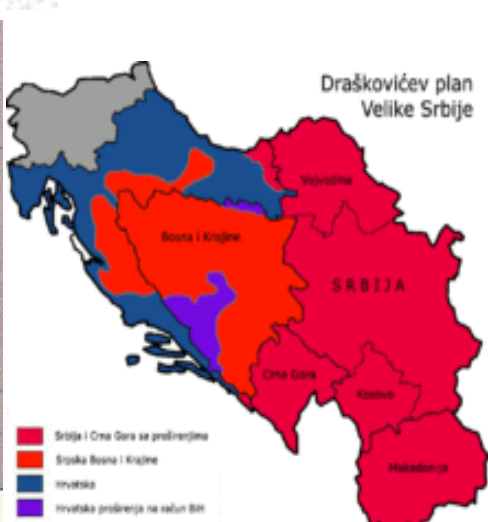 Draškovićev plan
Velike Srbije
Vojvodina
Bosna i Krajine
SRBIJA
Crna Gora
Kosovo
Makedonija
Srbija i Crna Gora sa proširenjima
Srpska Bosna i Krajine
Hrvatska
Hrvatska proširenja na račun BiH